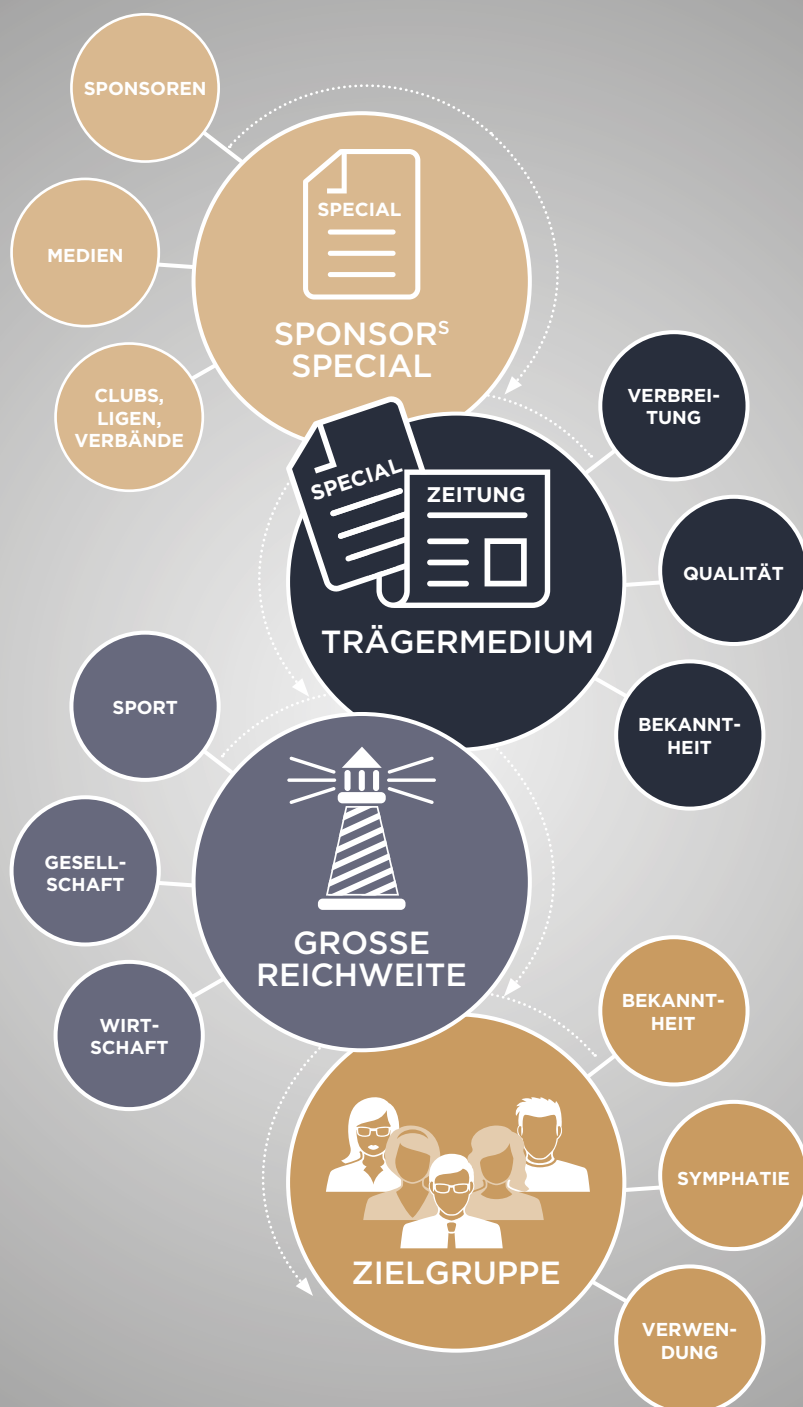 SPONSOREN
MEDIEN
CLUBS,
LIGEN,
VERBÄNDE
SPECIAL
SPONSORS
SPECIAL
SPECIAL
ZEITUNG
TRÄGERMEDIUM
VERBREI-
TUNG
QUALITÄT
BEKANNT-
HEIT
SPORT
GESELL-
SCHAFT
WIRT-
SCHAFT
GROSSE
REICHWEITE
BEKANNT-
HEIT
SYMPHATIE
VERWEN-
DUNG
ZIELGRUPPE